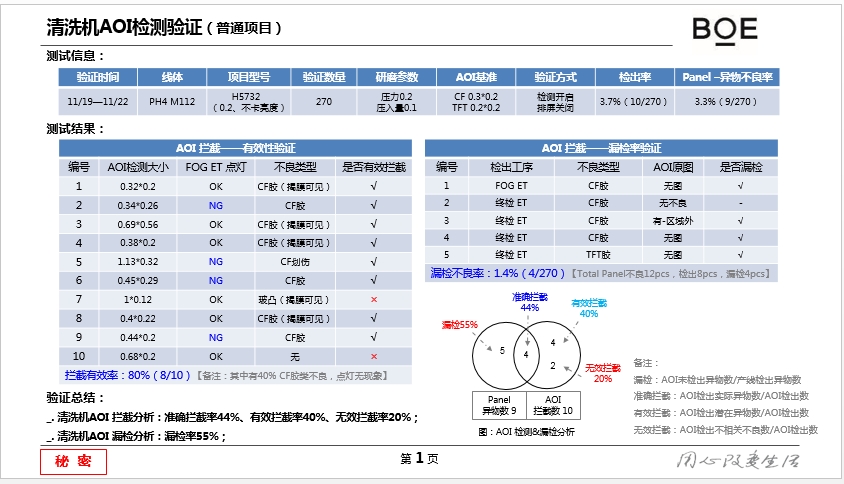 清洗机AOI检测验证（普通项目）
BOE
测试信息：
验证时间 线体 项目型号 验证数量 研磨参数 AOI基准 验证方式 检出率 Panel –异物不良率
11/19—11/22 PH4 M112 H5732（0.2、不卡亮度） 270 压力0.2 压入量0.1 CF 0.3*0.2 TFT 0.2*0.2 检测开启 排屏关闭 3.7%（10/270） 3.3%（9/270）
测试结果：
AOI 拦截——有效性验证
编号 AOI检测大小 FOG ET 点灯 不良类型 是否有效拦截
1 0.32*0.2 OK CF胶（揭膜可见） √
2 0.34*0.26 NG CF胶 √
3 0.69*0.56 OK CF胶（揭膜可见） √
4 0.38*0.2 OK CF胶（揭膜可见） √
5 1.13*0.32 NG CF划伤 √
6 0.45*0.29 NG CF胶 √
7 1*0.12 OK 玻凸（揭膜可见） ×
8 0.4*0.22 OK CF胶（揭膜可见） √
9 0.44*0.2 NG CF胶 √
10 0.68*0.2 OK 无 ×
拦截有效率：80%（8/10）【备注：其中有40% CF胶类不良，点灯无现象】
AOI 拦截——漏检率验证
编号 检出工序 不良类型 AOI原图 是否漏检
1 FOG ET CF胶 无图 √
2 终检 ET CF胶 无不良 -
3 终检 ET CF胶 有-区域外 √
4 终检 ET CF胶 无图 √
5 终检 ET TFT胶 无图 √
漏检不良率：1.4%（4/270）【Total Panel不良12pcs，检出8pcs，漏检4pcs】
准确拦截
44%
有效拦截
40%
漏检55%
5
4
4
2
无效拦截
20%
Panel
异物数 9
AOI
拦截数 10
图：AOI 检测&漏检分析
备注：
漏检：AOI未检出异物数/产线检出异物数
准确拦截：AOI检出实际异物数/AOI检出数
有效拦截：AOI检出潜在异物数/AOI检出数
无效拦截：AOI检出不相关不良数/AOI检出数
验证总结：
_. 清洗机AOI 拦截分析：准确拦截率44%、有效拦截率40%、无效拦截率20%；
_. 清洗机AOI 漏检分析：漏检率55%；
秘 密
第 1 页
用心改变生活